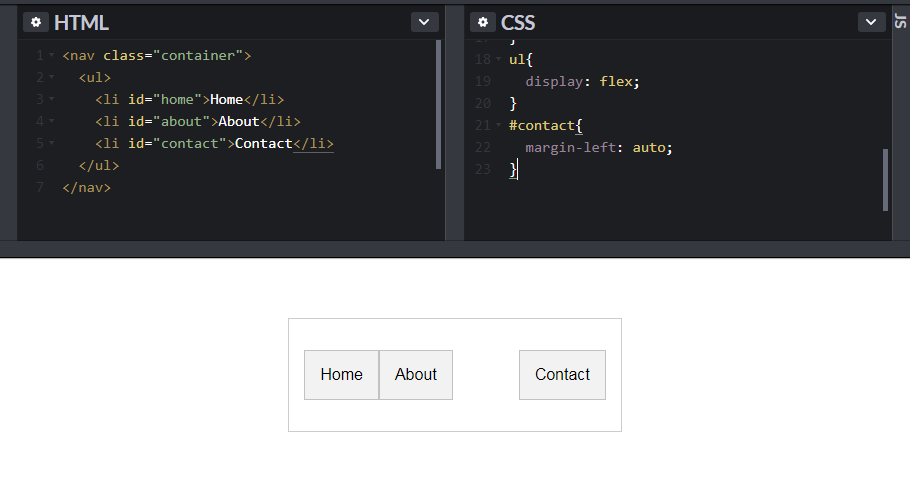 HTML
1 <nav class="container">
2 <ul>
3 <li id="home">Home</li>
4 <li id="about">About</li>
5 <li id="contact">Contact</li>
6 </ul>
7 </nav>
CSS
}
18 ul{
19 display: flex;
20 }
21 #contact{
22 margin-left: auto;
23 }
JS
Home
About
Contact